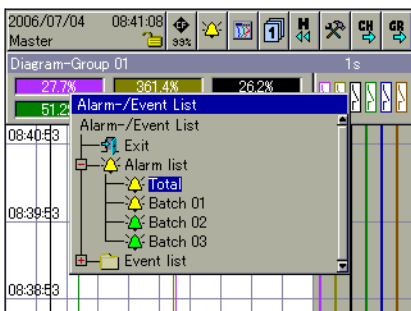 2006/07/04 08:41:08
Master 99% 1 M CH GR
Diagram-Group 01 1s
27.7% 361.4% 26.2%
51.2
Alarm-/Event List
Alarm-/Event List
08:40:53
Exit
Alarm list
Total
08:39:53 Batch 01
Batch 02
Batch 03
Event list
08:38:53